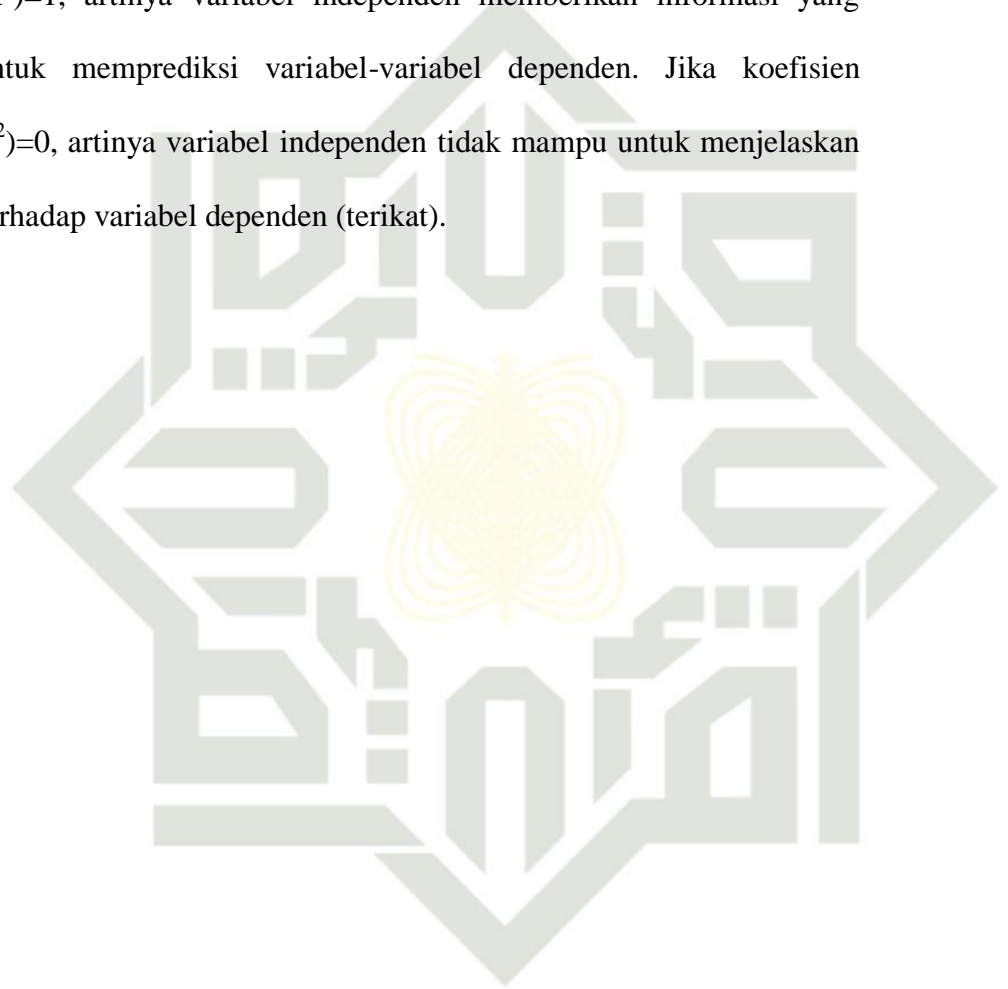 )=1, artinya variabel independen memberikan informasi yang
ntuk memprediksi variabel-variabel dependen. Jika koefisien
²)=0, artinya variabel independen tidak mampu untuk menjelaskan
rhadap variabel dependen (terikat).